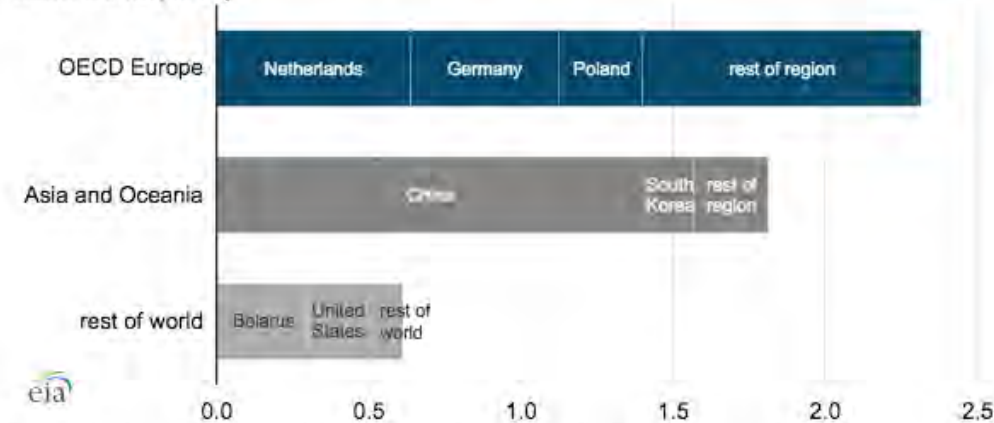 OECD Europe
Netherlands
Germany
Poland
rest of region
Asia and Oceania
China
South
Korea
rest of
region
rest of world
Belarus
United
States
rest of
world
eia
0.0
0.5
1.0
1.5
2.0
2.5